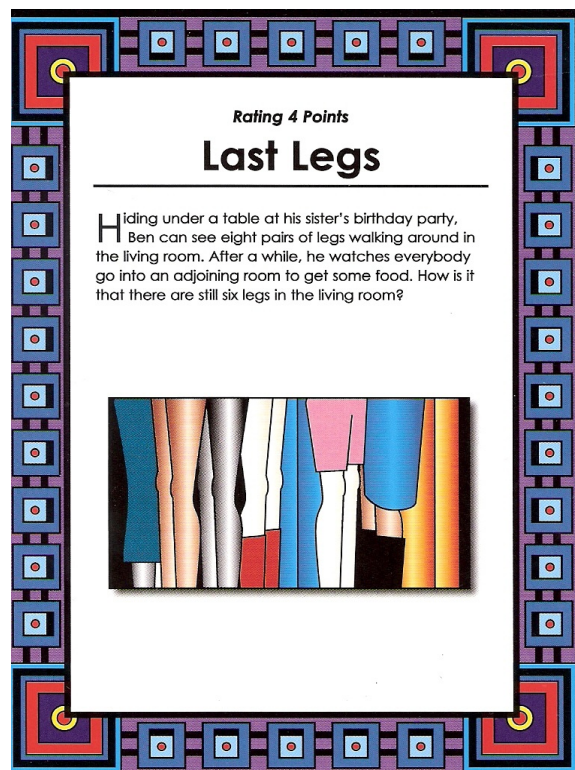 Rating 4 Points
Last Legs
Hiding under a table at his sister's birthday party,
Ben can see eight pairs of legs walking around in
the living room. After a while, he watches everybody
go into an adjoining room to get some food. How is it
that there are still six legs in the living room?